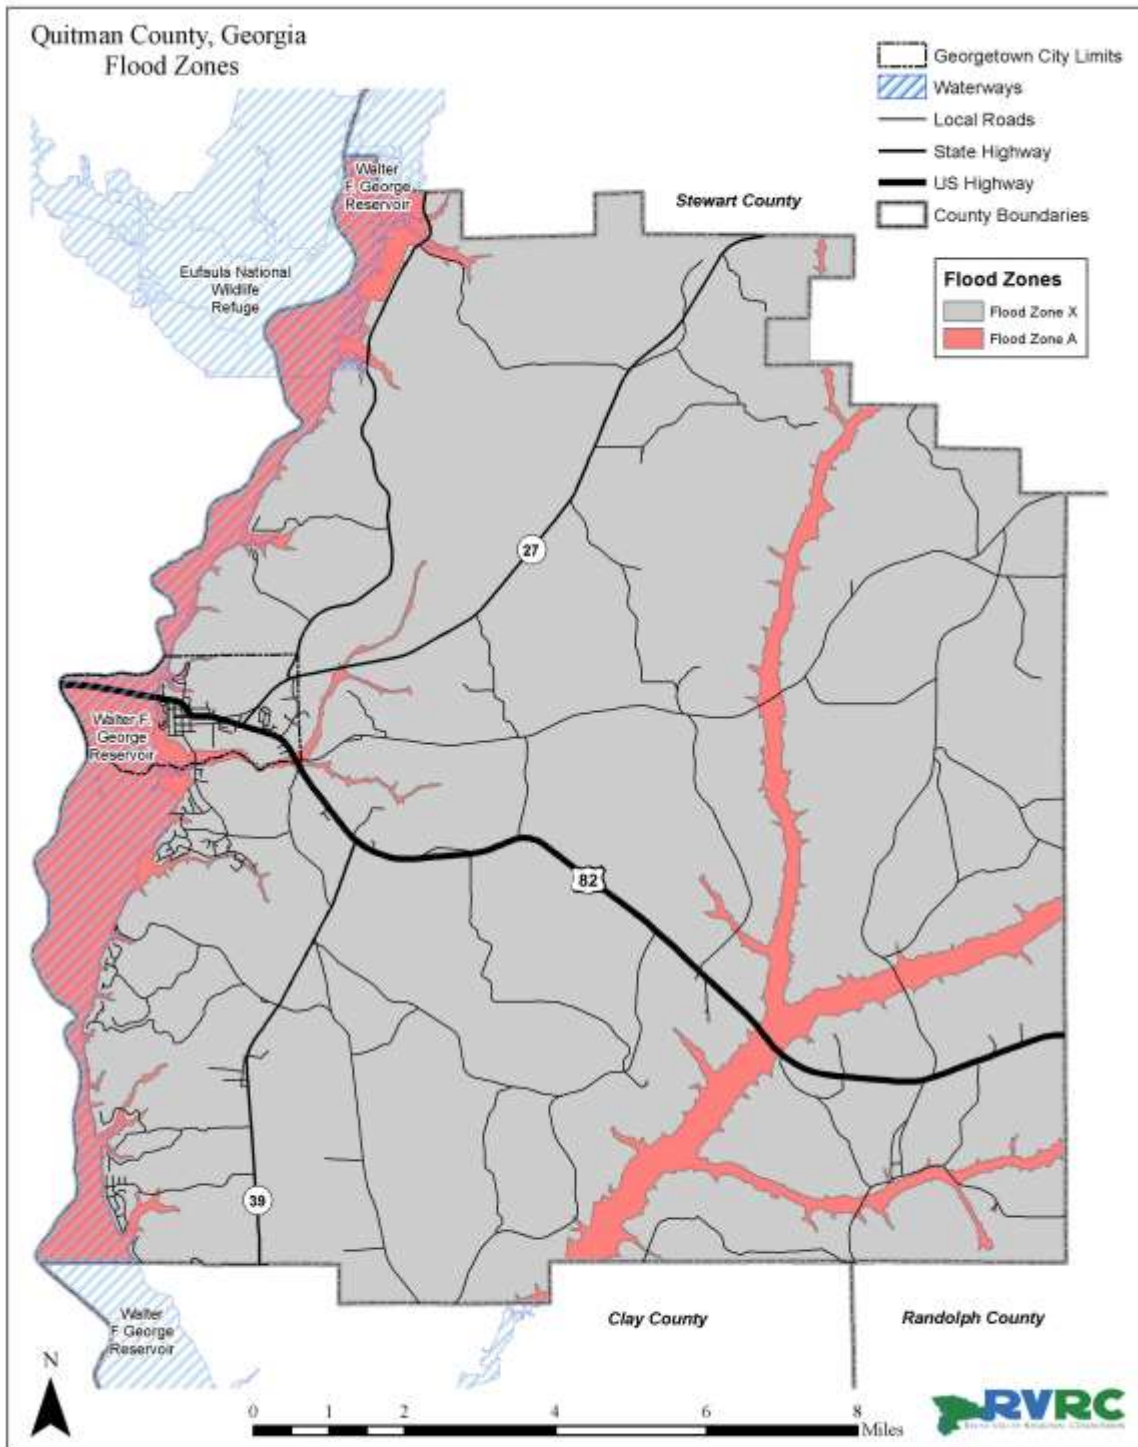 Quitman County, Georgia
Flood Zones
Georgetown City Limits
Waterways
Local Roads
State Highway
US Highway
County Boundaries
Flood Zones
Flood Zone X
Flood Zone A
Walter
F George
Reservoir
Stewart County
Eufaula National
Wildlife
Refuge
27
Walter F.
George
Reservoir
82
39
Walter
F George
Reservoir
Clay County
Randolph County
N
0 1 2 4 6 8
Miles
RVRC